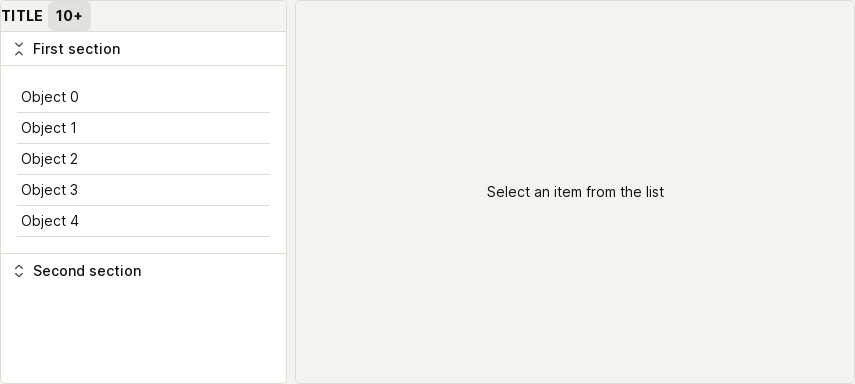 TITLE 10+
First section
Object 0
Object 1
Object 2
Object 3
Object 4
Second section
Select an item from the list